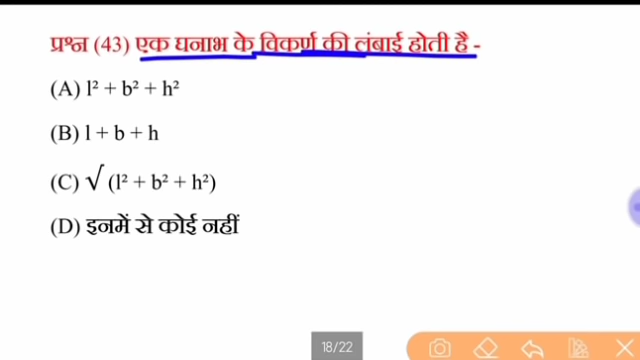 प्रश्न (43) एक घनाभ के विकर्ण की लंबाई होती है -
(A) l² + b² + h²
(B) l + b + h
(C) √ (l² + b² + h²)
(D) इनमें से कोई नहीं
18/22